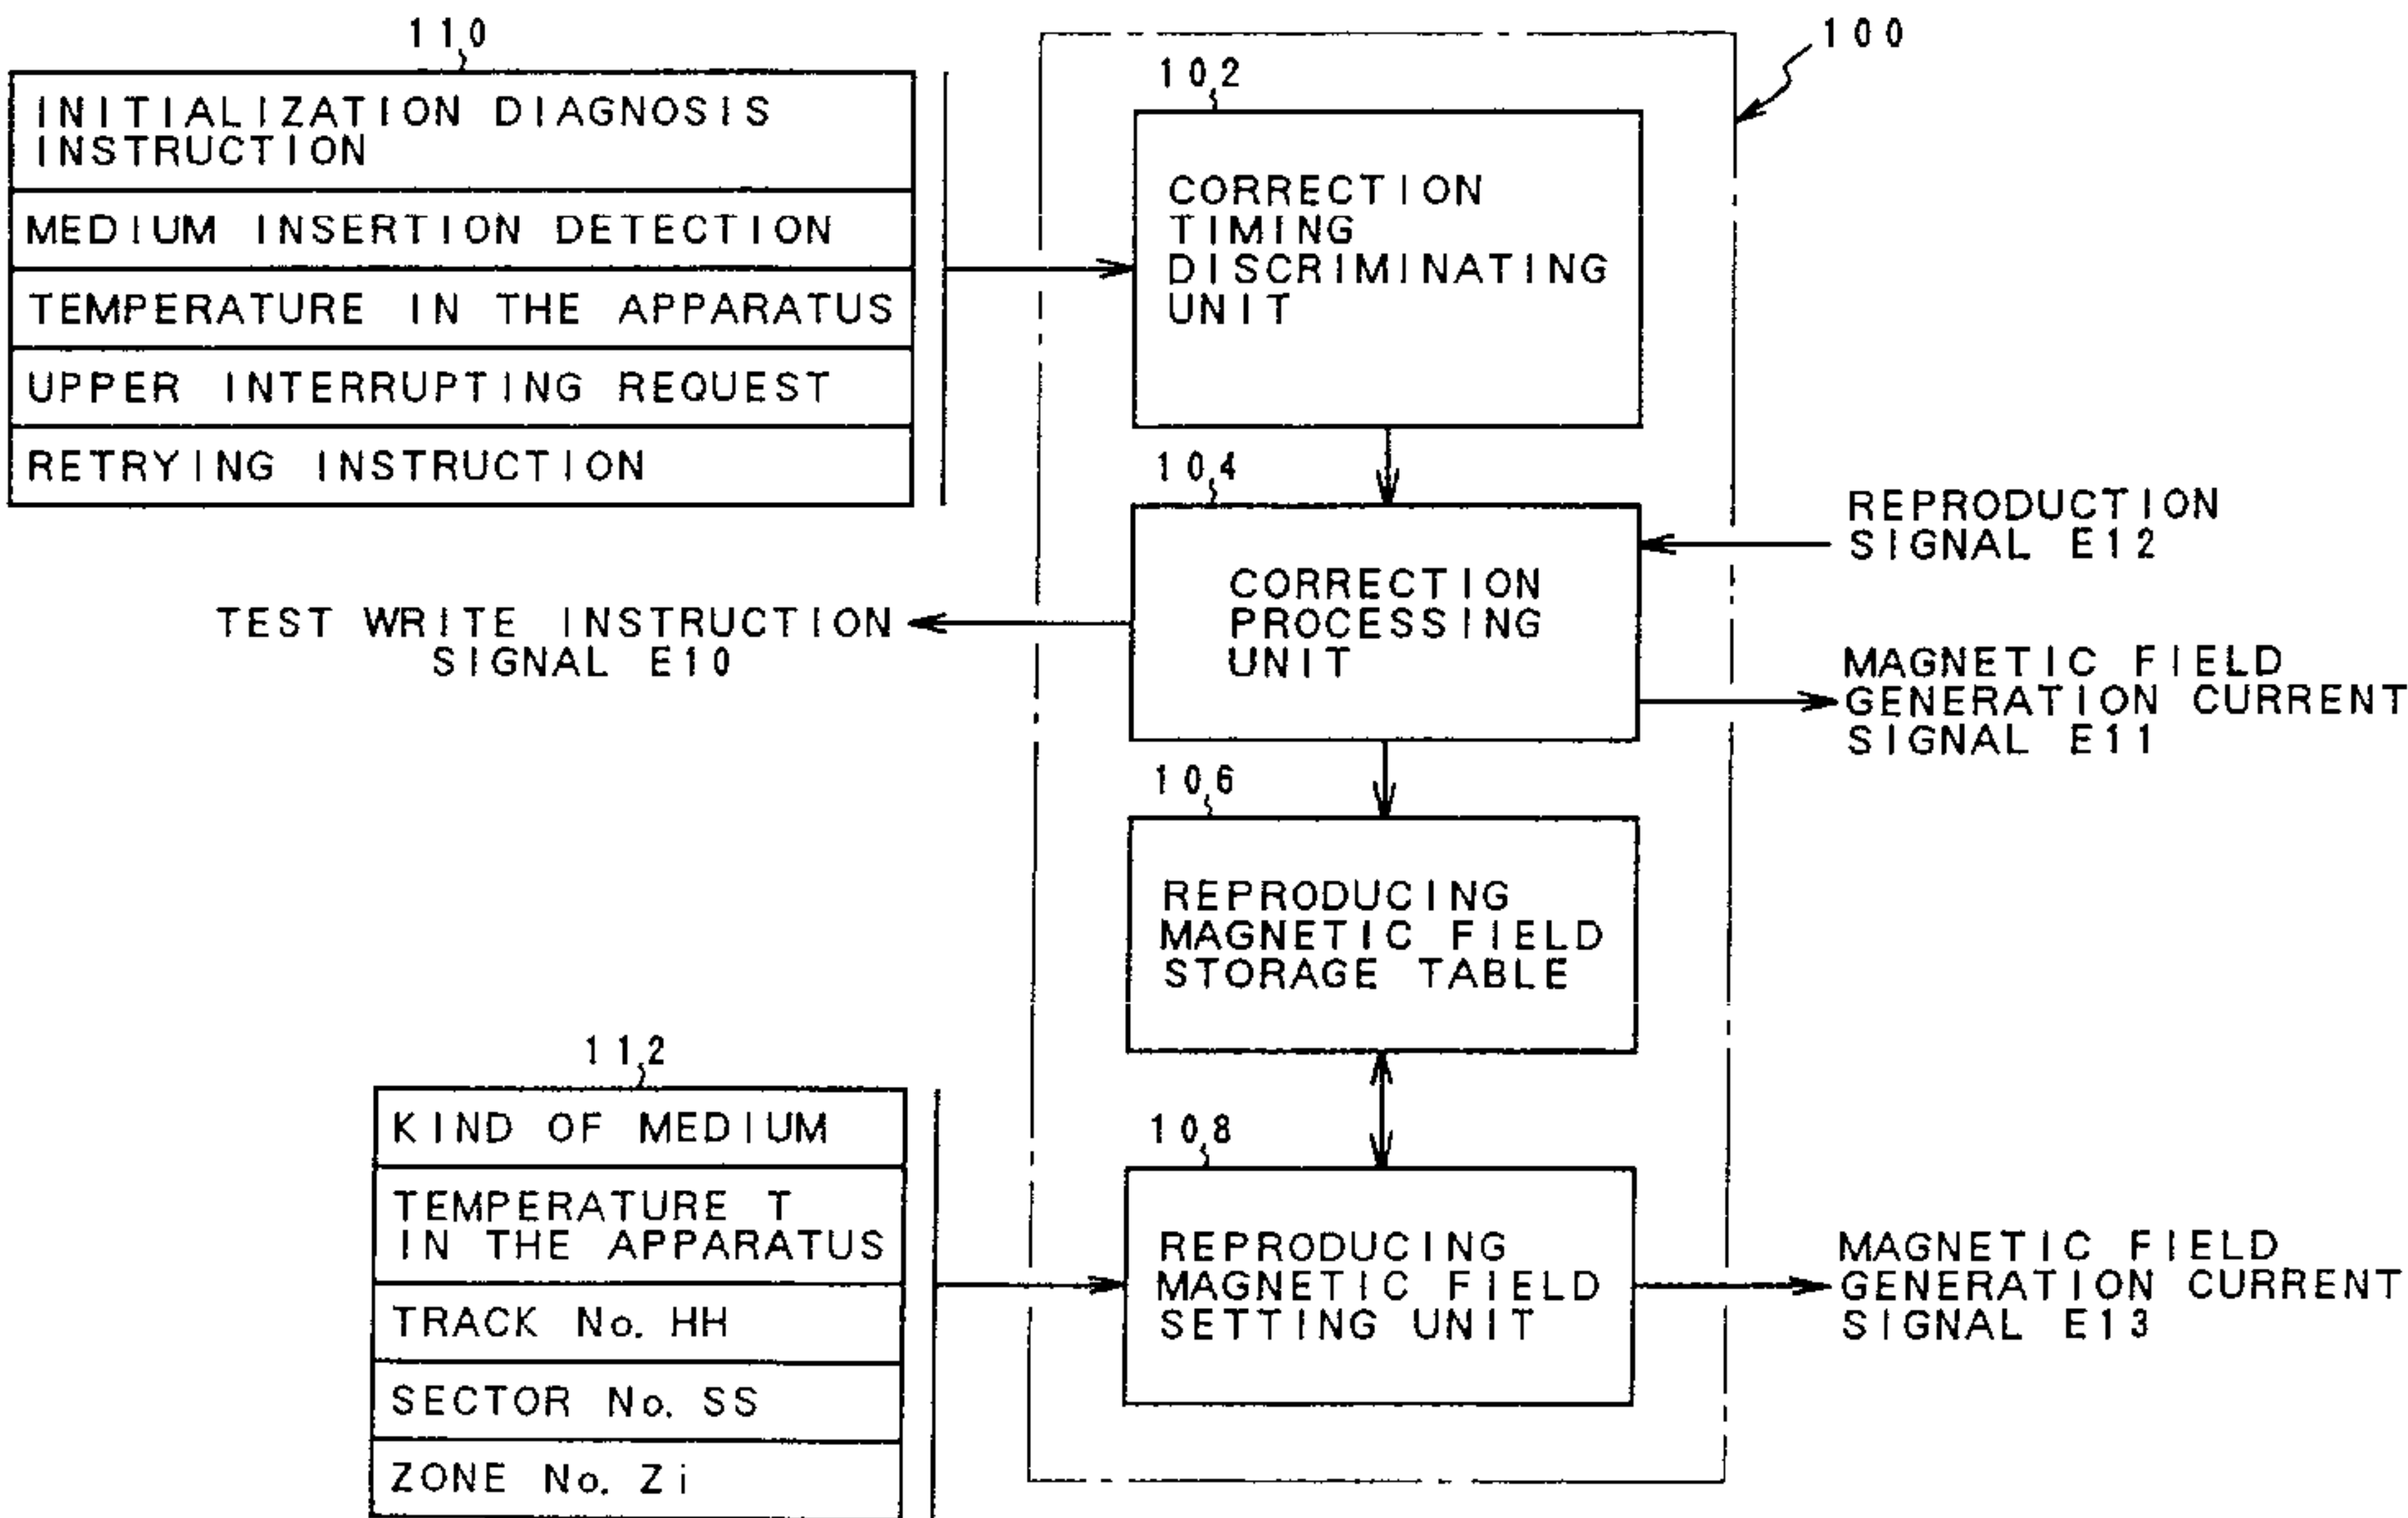 110
INITIALIZATION DIAGNOSIS
INSTRUCTION
MEDIUM INSERTION DETECTION
TEMPERATURE IN THE APPARATUS
UPPER INTERRUPTING REQUEST
RETRYING INSTRUCTION
100
102
CORRECTION
TIMING
DISCRIMINATING
UNIT
104
CORRECTION
PROCESSING
UNIT
REPRODUCTION
SIGNAL E12
TEST WRITE INSTRUCTION
SIGNAL E10
MAGNETIC FIELD
GENERATION CURRENT
SIGNAL E11
106
REPRODUCING
MAGNETIC FIELD
STORAGE TABLE
112
KIND OF MEDIUM
TEMPERATURE T
IN THE APPARATUS
TRACK No. HH
SECTOR No. SS
ZONE No. Zi
108
REPRODUCING
MAGNETIC FIELD
SETTING UNIT
MAGNETIC FIELD
GENERATION CURRENT
SIGNAL E13